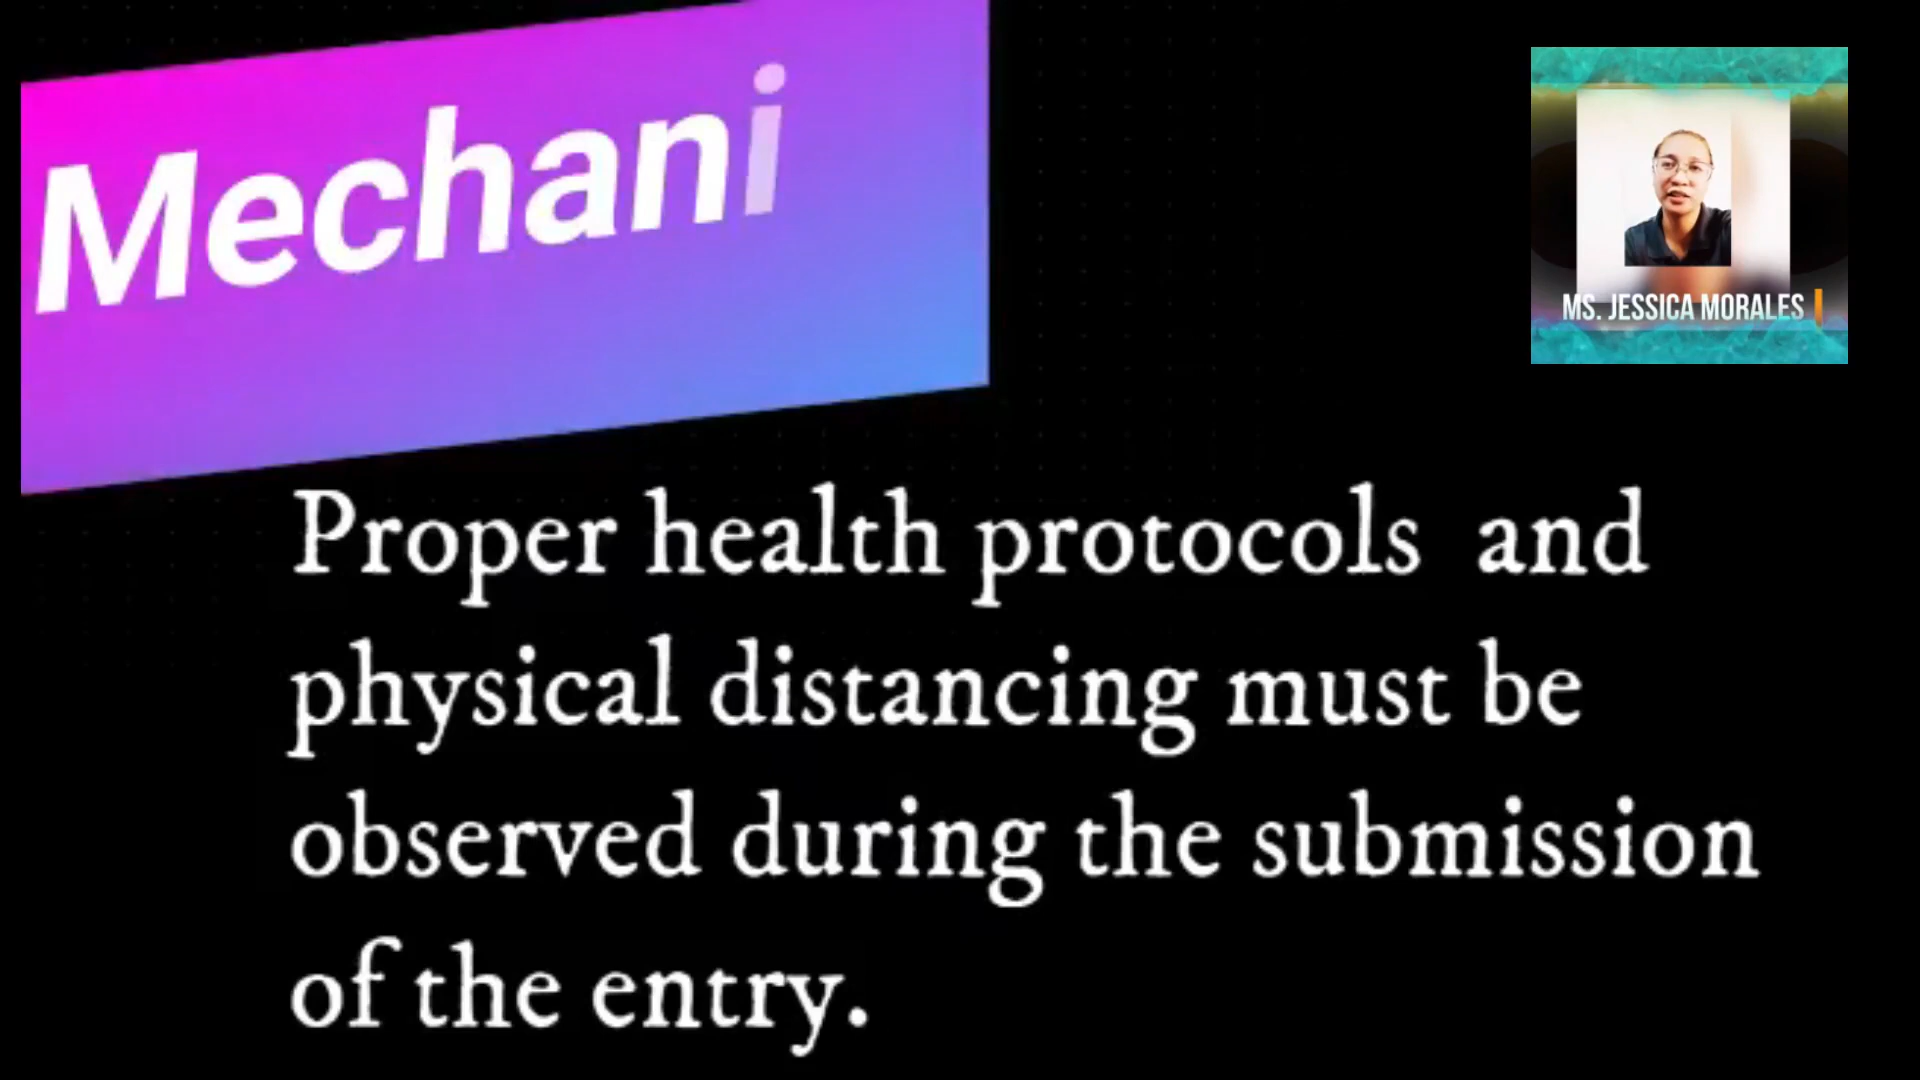 Mechani
MS. JESSICA MORALES
Proper health protocols and
physical distancing must be
observed during the submission
of the entry.